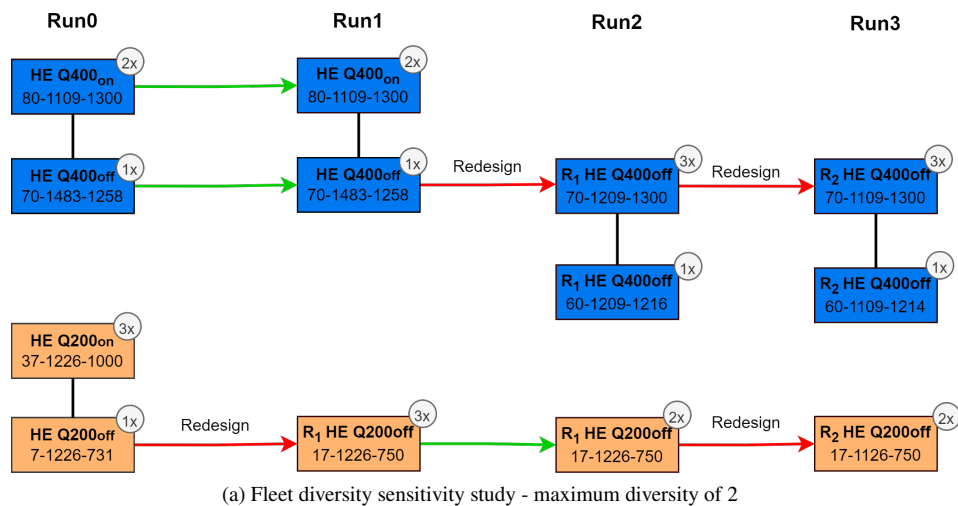 Run0
Run1
Run2
Run3
2x
HE Q400on
80-1109-1300
2x
HE Q400on
80-1109-1300
1x
HE Q400off
70-1483-1258
1x
HE Q400off
70-1483-1258
Redesign
3x
R1 HE Q400off
70-1209-1300
Redesign
3x
R2 HE Q400off
70-1109-1300
1x
R1 HE Q400off
60-1209-1216
1x
R2 HE Q400off
60-1109-1214
3x
HE Q200on
37-1226-1000
1x
HE Q200off
7-1226-731
Redesign
3x
R1 HE Q200off
17-1226-750
2x
R1 HE Q200off
17-1226-750
Redesign
2x
R2 HE Q200off
17-1126-750
(a) Fleet diversity sensitivity study - maximum diversity of 2